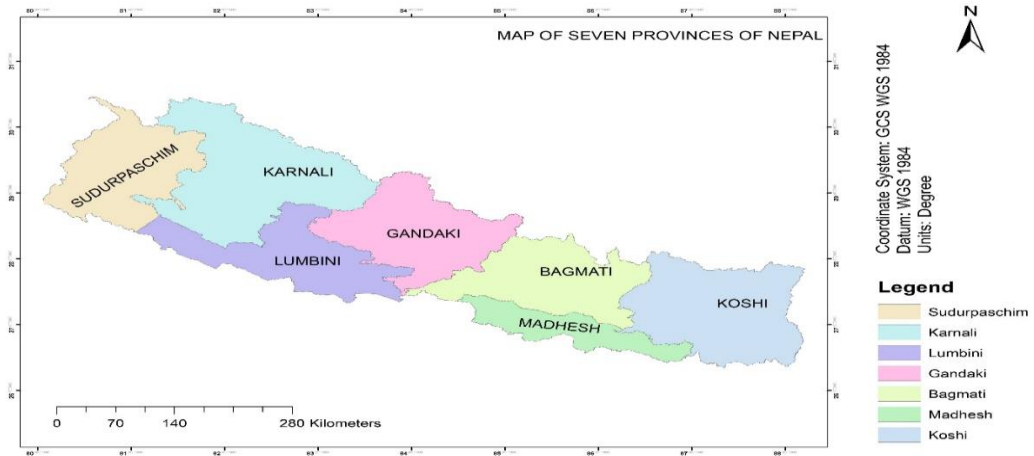 N
MAP OF SEVEN PROVINCES OF NEPAL
Coordinate System: GCS WGS 1984
Datum: WGS 1984
Units: Degree
SUDURPASCHIM
KARNALI
GANDAKI
LUMBINI
BAGMATI
KOSHI
MADHESH
Legend
Sudurpaschim
Karnali
Lumbini
Gandaki
Bagmati
Madhesh
Koshi
0 70 140 280 Kilometers